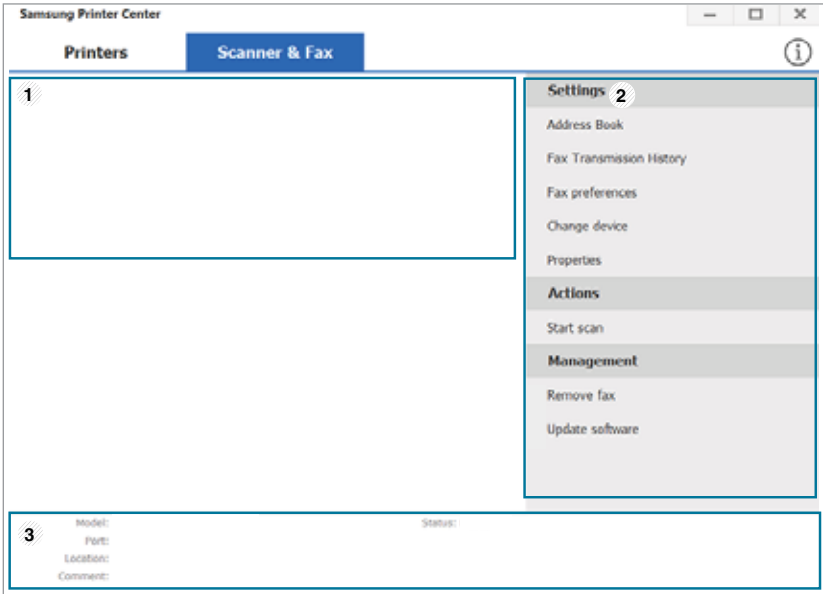 Samsung Printer Center
Printers
Scanner & Fax
1
Settings 2
Address Book
Fax Transmission History
Fax preferences
Change device
Properties
Actions
Start scan
Management
Remove fax
Update software
3
Model:
Status:
Port:
Location:
Comment: